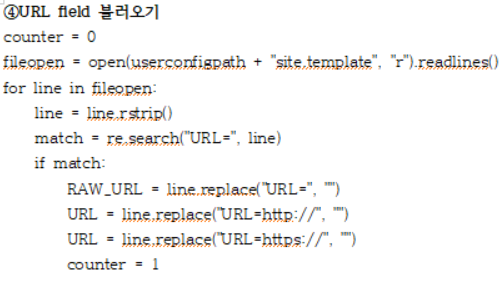 ④URL field 불러오기
counter = 0
fileopen = open(userconfigpath + "site.template", "r").readlines()
for line in fileopen:
line = line.rstrip()
match = re.search("URL=", line)
if match:
RAW_URL = line.replace("URL=", "")
URL = line.replace("URL=http://", "")
URL = line.replace("URL=https://", "")
counter = 1